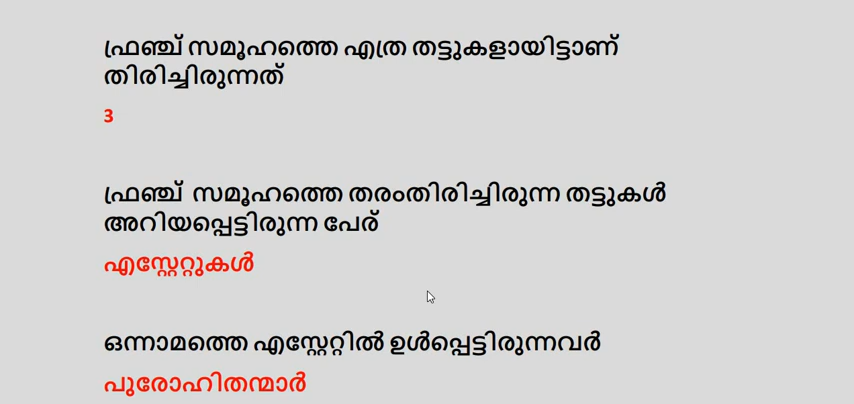 ഫ്രഞ്ച് സമൂഹത്തെ എത്ര തട്ടുകളായിട്ടാണ്
തിരിച്ചിരുന്നത്
3
ഫ്രഞ്ച് സമൂഹത്തെ തരംതിരിച്ചിരുന്ന തട്ടുകൾ
അറിയപ്പെട്ടിരുന്ന പേര്
എസ്റ്റേറ്റുകൾ
ഒന്നാമത്തെ എസ്റ്റേറ്റിൽ ഉൾപ്പെട്ടിരുന്നവർ
പുരോഹിതന്മാർ